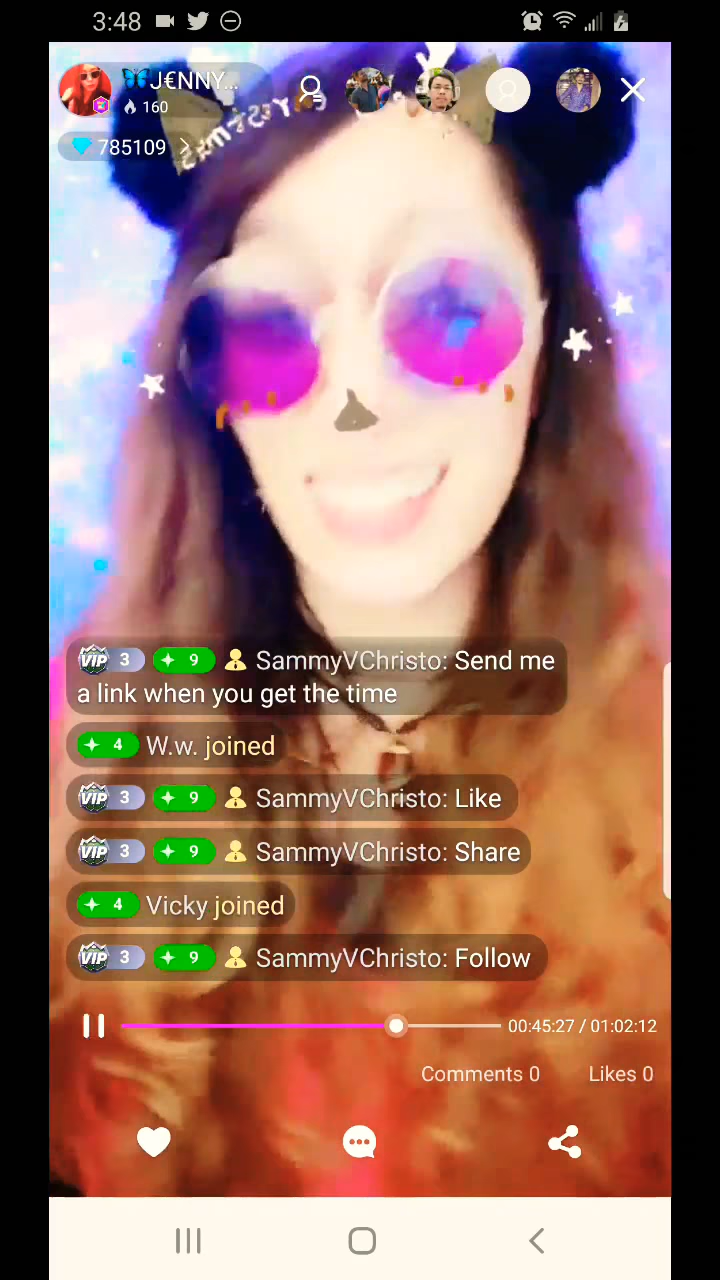 3:48
J€NNY...
160
785109
VIP 3 9 SammyVChristo: Send me
a link when you get the time
4 W.w. joined
VIP 3 9 SammyVChristo: Like
VIP 3 9 SammyVChristo: Share
4 Vicky joined
VIP 3 9 SammyVChristo: Follow
00:45:27 / 01:02:12
Comments 0 Likes 0